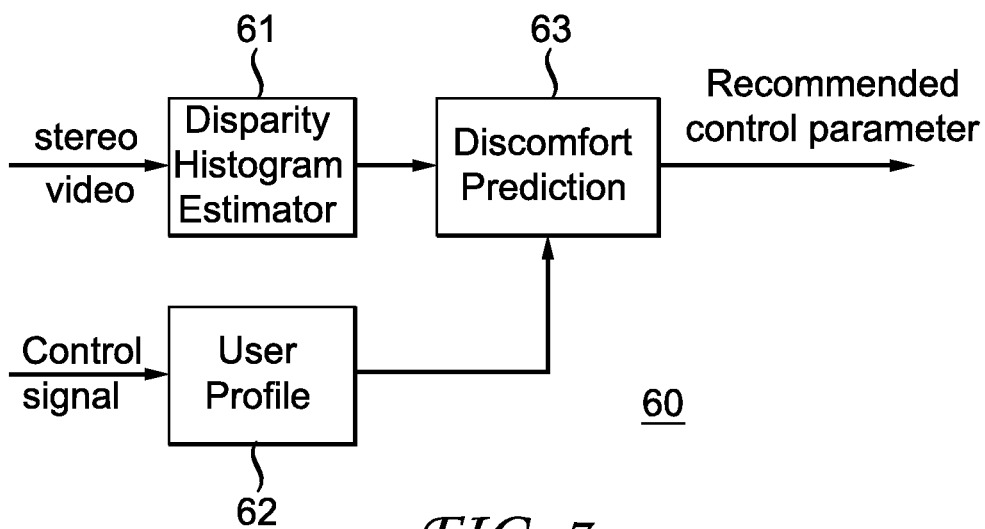 61
63
stereo
video
Disparity
Histogram
Estimator
Discomfort
Prediction
Recommended
control parameter
Control
signal
User
Profile
60
62
FIG. 7